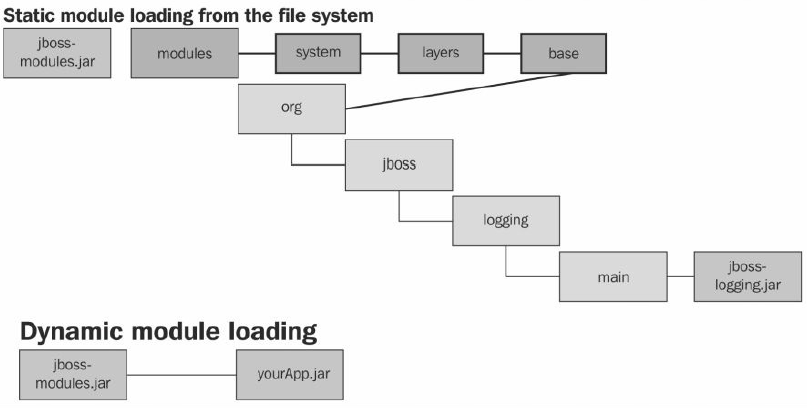 Static module loading from the file system
jboss-
modules.jar
modules
system
layers
base
org
jboss
logging
main
jboss-
logging.jar
Dynamic module loading
jboss-
modules.jar
yourApp.jar